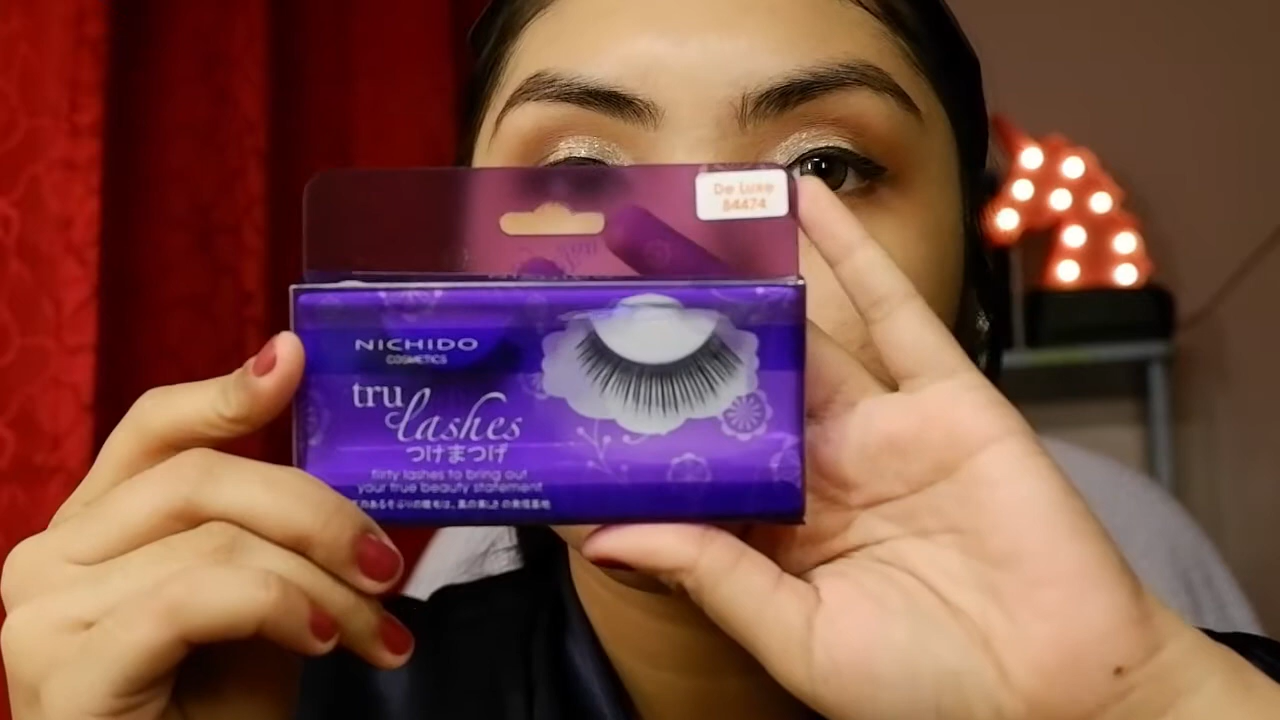 De Luxe
84474
NICHIDO
COSMETICS
tru
lashes
つけまつげ
flirty lashes to bring out
your true beauty statement